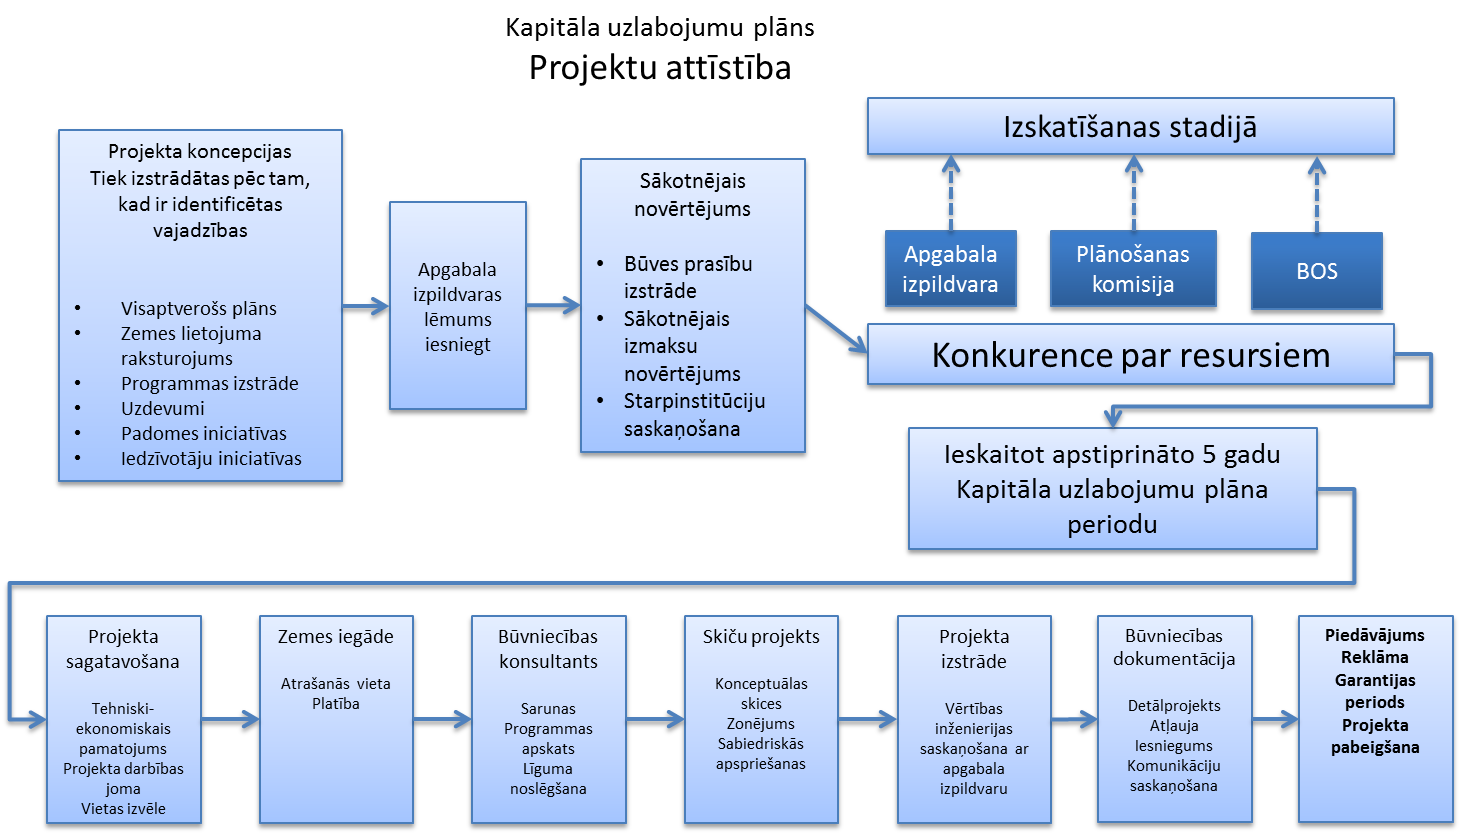 Kapitāla uzlabojumu plāns
Projektu attīstība
Projekta koncepcijas
Tiek izstrādātas pēc tam,
kad ir identificētas
vajadzības
• Visaptverošs plāns
• Zemes lietojuma
raksturojums
• Programmas izstrāde
• Uzdevumi
• Padomes iniciatīvas
• Iedzīvotāju iniciatīvas
Apgabala
izpildvaras
lēmums
iesniegt
Sākotnējais
novērtējums
• Būves prasību
izstrāde
• Sākotnējais
izmaksu
novērtējums
• Starpinstitūciju
saskaņošana
Izskatīšanas stadijā
Apgabala
izpildvara
Plānošanas
komisija
BOS
Konkurence par resursiem
Ieskaitot apstiprināto 5 gadu
Kapitāla uzlabojumu plāna
periodu
Projekta
sagatavošana
Tehniski-
ekonomiskais
pamatojums
Projekta darbības
joma
Vietas izvēle
Zemes iegāde
Atrašanās vieta
Platība
Būvniecības
konsultants
Sarunas
Programmas
apskats
Līguma
noslēgšana
Skiču projekts
Konceptuālas
skices
Zonējums
Sabiedriskās
apspriešanas
Projekta
izstrāde
Vērtības
inženierijas
saskaņošana ar
apgabala
izpildvaru
Būvniecības
dokumentācija
Detālprojekts
Atļauja
Iesniegums
Komunikāciju
saskaņošana
Piedāvājums
Reklāma
Garantijas
periods
Projekta
pabeigšana